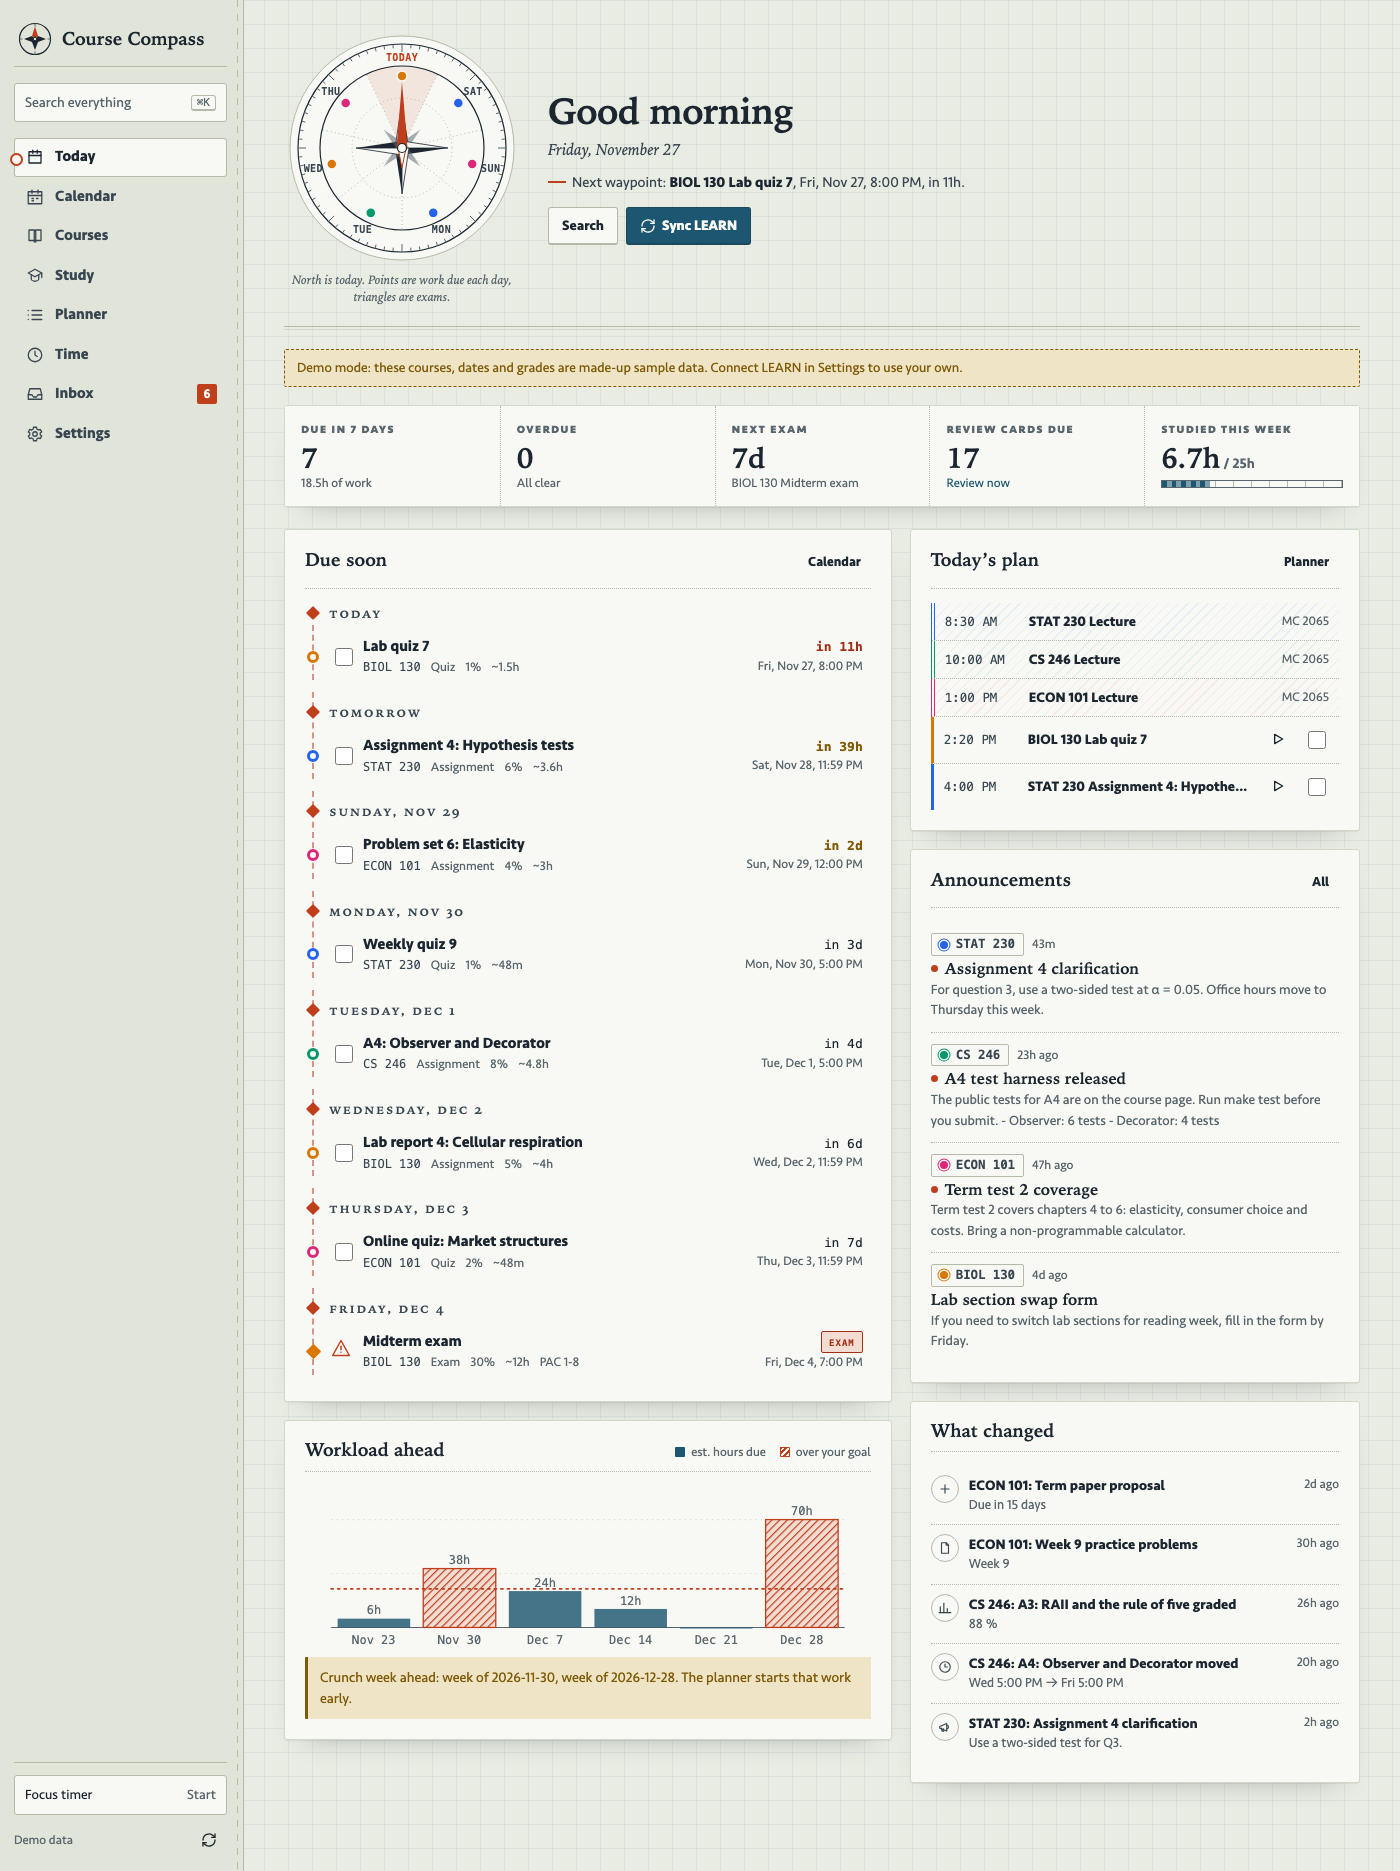 Course Compass
Search everything ⌘K
Today
Calendar
Courses
Study
Planner
Time
Inbox 6
Settings
Focus timer Start
Demo data
TODAY
THU SAT
WED SUN
TUE MON
North is today. Points are work due each day,
triangles are exams.
Good morning
Friday, November 27
Next waypoint: BIOL 130 Lab quiz 7, Fri, Nov 27, 8:00 PM, in 11h.
Search Sync LEARN
Demo mode: these courses, dates and grades are made-up sample data. Connect LEARN in Settings to use your own.
DUE IN 7 DAYS
7
18.5h of work
OVERDUE
0
All clear
NEXT EXAM
7d
BIOL 130 Midterm exam
REVIEW CARDS DUE
17
Review now
STUDIED THIS WEEK
6.7h / 25h
Due soon Calendar
TODAY
Lab quiz 7 in 11h
BIOL 130 Quiz 1% ~1.5h Fri, Nov 27, 8:00 PM
TOMORROW
Assignment 4: Hypothesis tests in 39h
STAT 230 Assignment 6% ~3.6h Sat, Nov 28, 11:59 PM
SUNDAY, NOV 29
Problem set 6: Elasticity in 2d
ECON 101 Assignment 4% ~3h Sun, Nov 29, 12:00 PM
MONDAY, NOV 30
Weekly quiz 9 in 3d
STAT 230 Quiz 1% ~48m Mon, Nov 30, 5:00 PM
TUESDAY, DEC 1
A4: Observer and Decorator in 4d
CS 246 Assignment 8% ~4.8h Tue, Dec 1, 5:00 PM
WEDNESDAY, DEC 2
Lab report 4: Cellular respiration in 6d
BIOL 130 Assignment 5% ~4h Wed, Dec 2, 11:59 PM
THURSDAY, DEC 3
Online quiz: Market structures in 7d
ECON 101 Quiz 2% ~48m Thu, Dec 3, 11:59 PM
FRIDAY, DEC 4
Midterm exam EXAM
BIOL 130 Exam 30% ~12h PAC 1-8 Fri, Dec 4, 7:00 PM
Workload ahead est. hours due over your goal
6h 38h 24h 12h 70h
Nov 23 Nov 30 Dec 7 Dec 14 Dec 21 Dec 28
Crunch week ahead: week of 2026-11-30, week of 2026-12-28. The planner starts that work
early.
Today’s plan Planner
8:30 AM STAT 230 Lecture MC 2065
10:00 AM CS 246 Lecture MC 2065
1:00 PM ECON 101 Lecture MC 2065
2:20 PM BIOL 130 Lab quiz 7
4:00 PM STAT 230 Assignment 4: Hypothe...
Announcements All
STAT 230 43m
Assignment 4 clarification
For question 3, use a two-sided test at α = 0.05. Office hours move to
Thursday this week.
CS 246 23h ago
A4 test harness released
The public tests for A4 are on the course page. Run make test before
you submit. - Observer: 6 tests - Decorator: 4 tests
ECON 101 47h ago
Term test 2 coverage
Term test 2 covers chapters 4 to 6: elasticity, consumer choice and
costs. Bring a non-programmable calculator.
BIOL 130 4d ago
Lab section swap form
If you need to switch lab sections for reading week, fill in the form by
Friday.
What changed
ECON 101: Term paper proposal 2d ago
Due in 15 days
ECON 101: Week 9 practice problems 30h ago
Week 9
CS 246: A3: RAII and the rule of five graded 26h ago
88 %
CS 246: A4: Observer and Decorator moved 20h ago
Wed 5:00 PM → Fri 5:00 PM
STAT 230: Assignment 4 clarification 2h ago
Use a two-sided test for Q3.